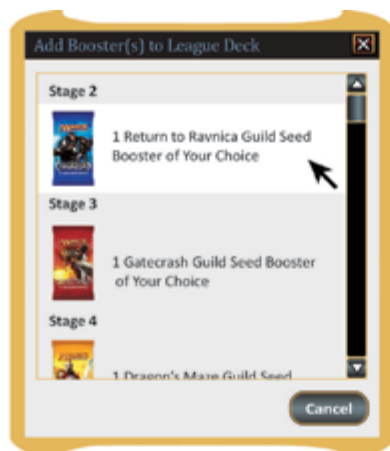 Add Booster(s) to League Deck
Stage 2
1 Return to Ravnica Guild Seed
Booster of Your Choice
Stage 3
1 Gatecrash Guild Seed Booster
of Your Choice
Stage 4
1 Dragon's Maze Guild Seed
Cancel